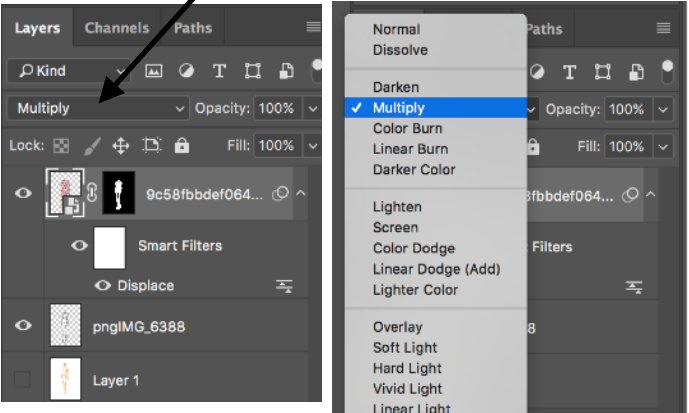 Layers Channels Paths
Kind
Multiply Opacity: 100%
Lock: Fill: 100%
9c58fbbdef064...
Smart Filters
Displace
pngIMG_6388
Layer 1
Normal
Dissolve
Darken
Multiply
Color Burn
Linear Burn
Darker Color
Lighten
Screen
Color Dodge
Linear Dodge (Add)
Lighter Color
Overlay
Soft Light
Hard Light
Vivid Light
Linear Light
Paths
Opacity: 100%
Fill: 100%
8fbbdef064...
Filters
8